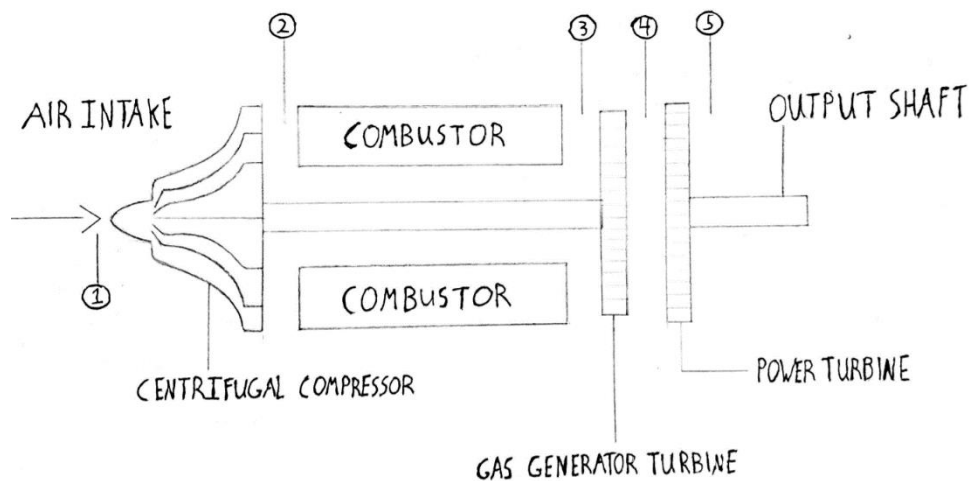 ② ③ ④ ⑤
AIR INTAKE
COMBUSTOR
OUTPUT SHAFT
①
COMBUSTOR
CENTRIFUGAL COMPRESSOR
POWER TURBINE
GAS GENERATOR TURBINE